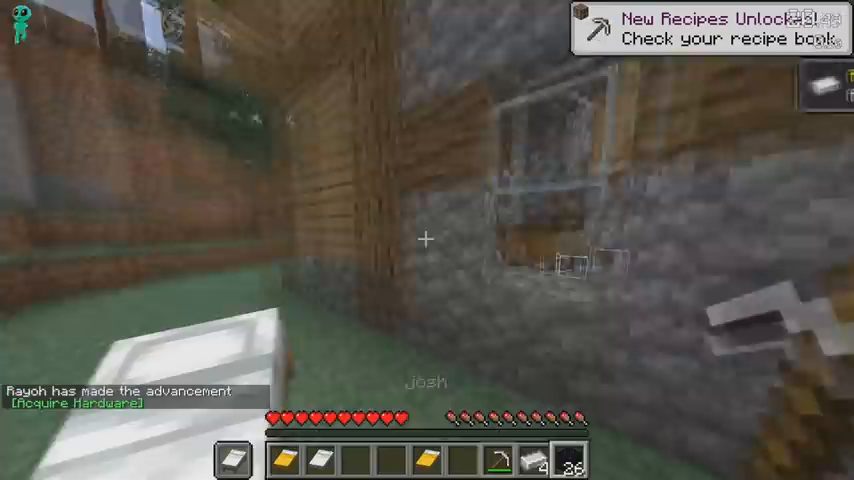 New Recipes Unlocked!
Check your recipe book
Rayoh has made the advancement
[Acquire Hardware]
josh
4
26